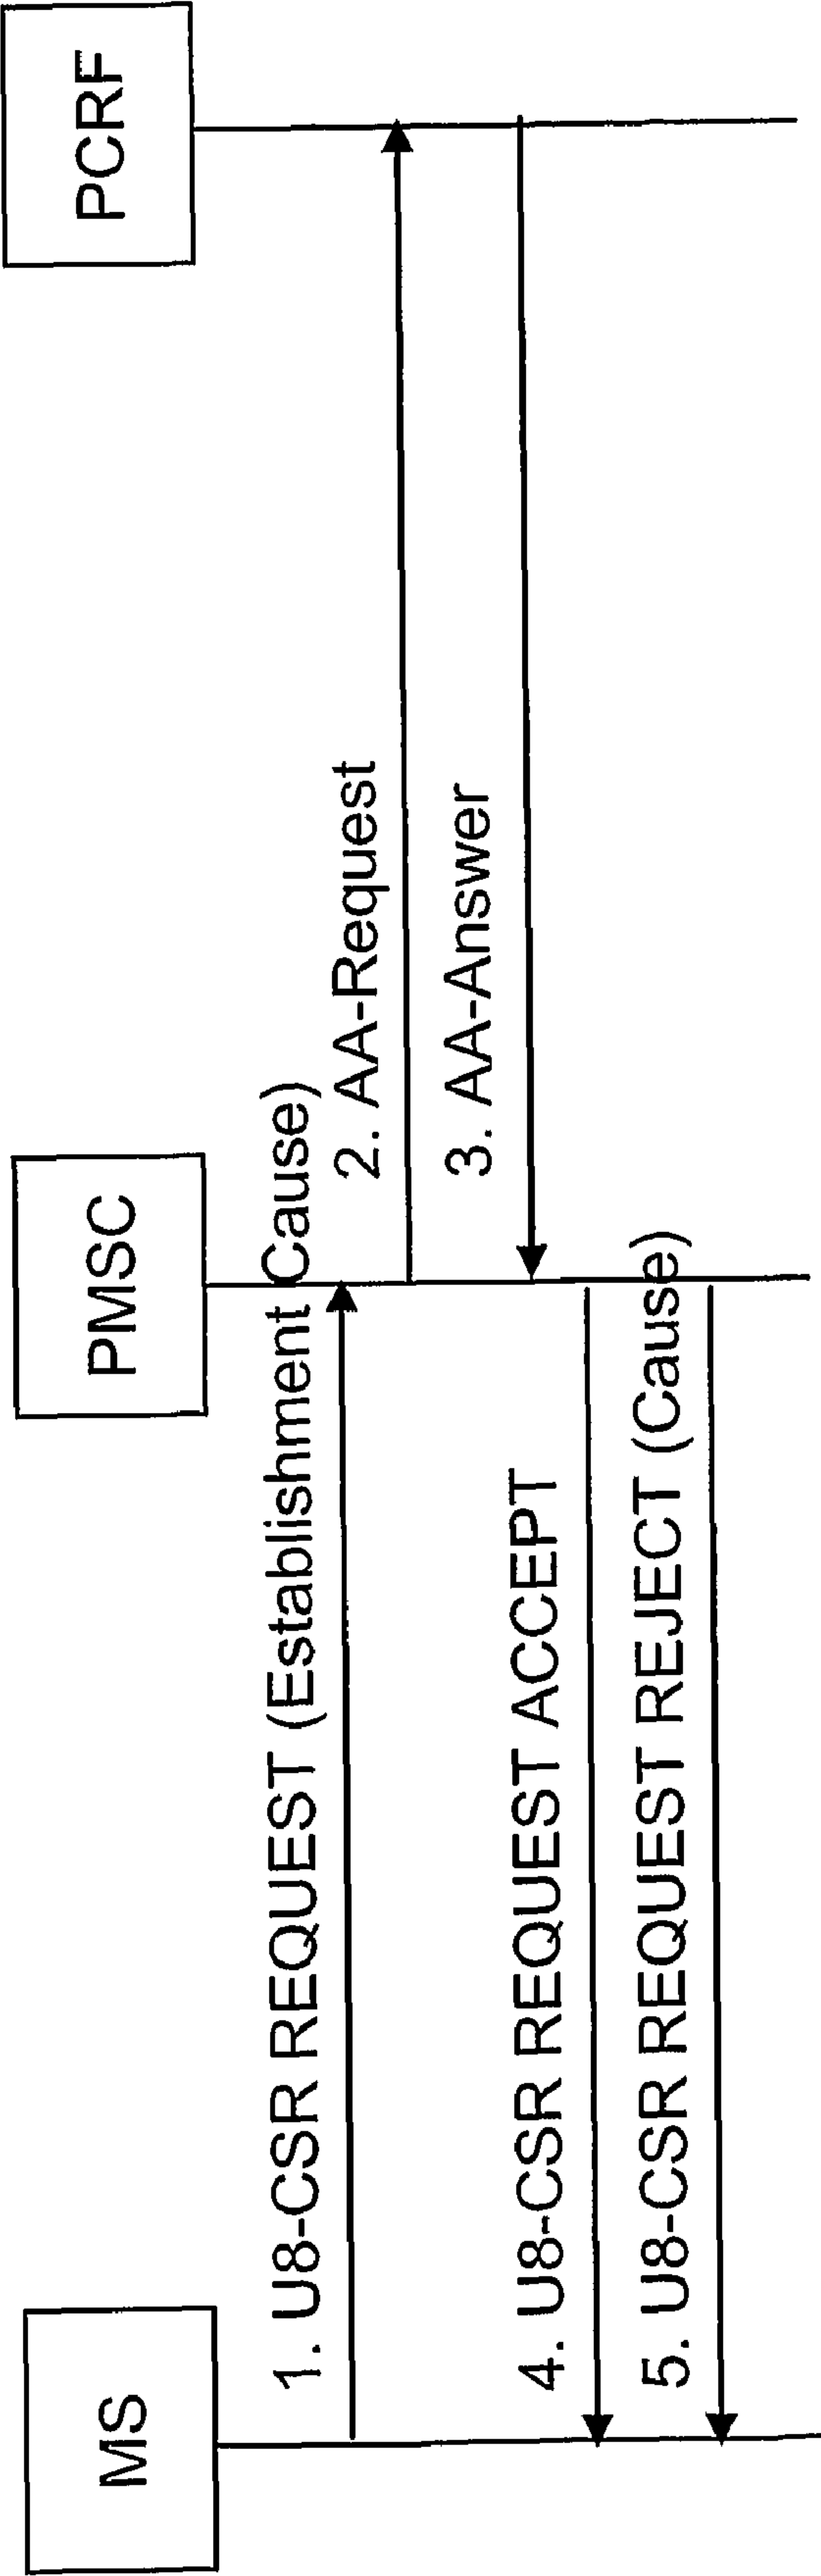 MS
PMSC
PCRF
1. U8-CSR REQUEST (Establishment Cause)
2. AA-Request
3. AA-Answer
4. U8-CSR REQUEST ACCEPT
5. U8-CSR REQUEST REJECT (Cause)